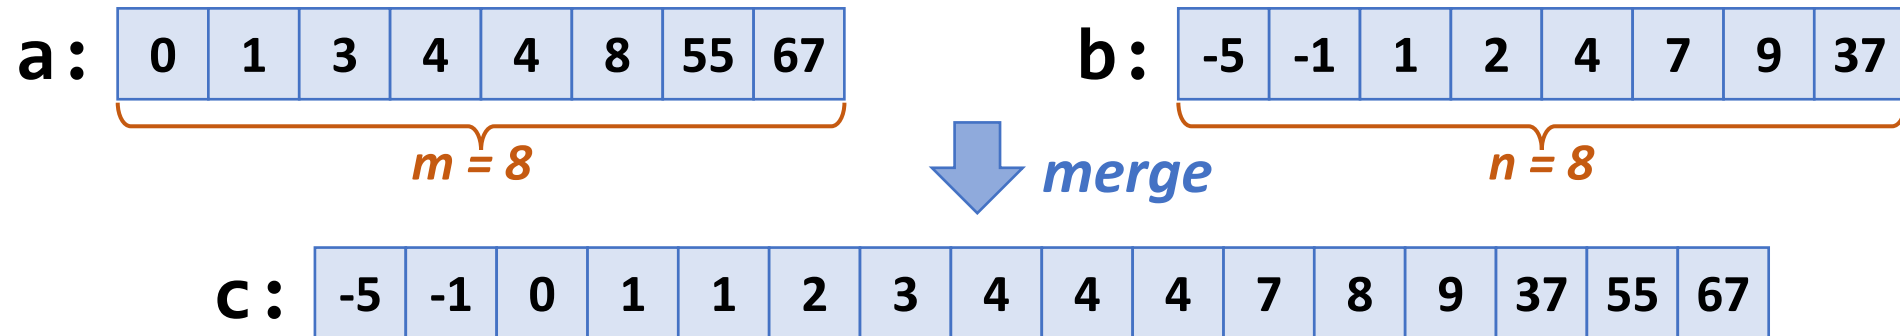 a: 0 1 3 4 4 8 55 67
b: -5 -1 1 2 4 7 9 37
m = 8
n = 8
merge
c: -5 -1 0 1 1 2 3 4 4 4 7 8 9 37 55 67